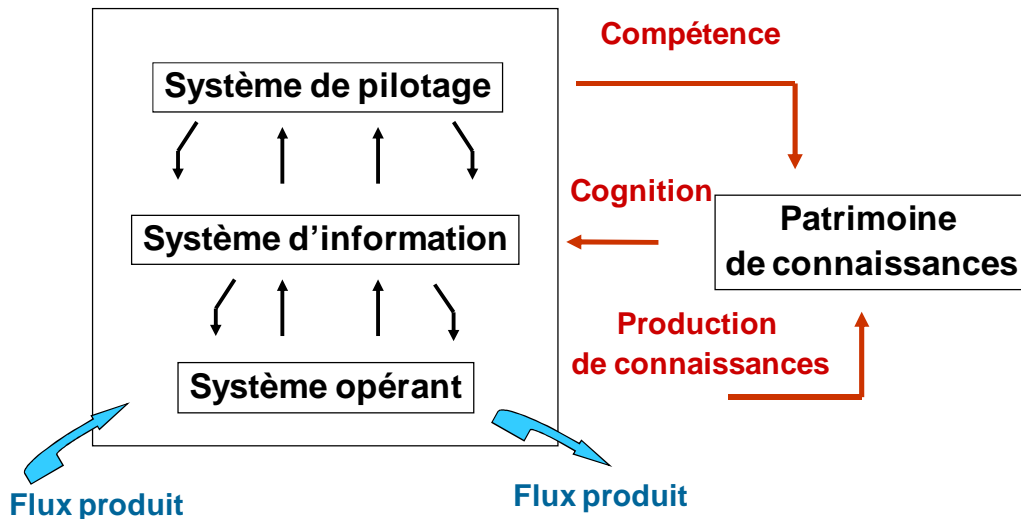 Compétence
Système de pilotage
Cognition
Système d’information
Patrimoine
de connaissances
Production
de connaissances
Système opérant
Flux produit
Flux produit